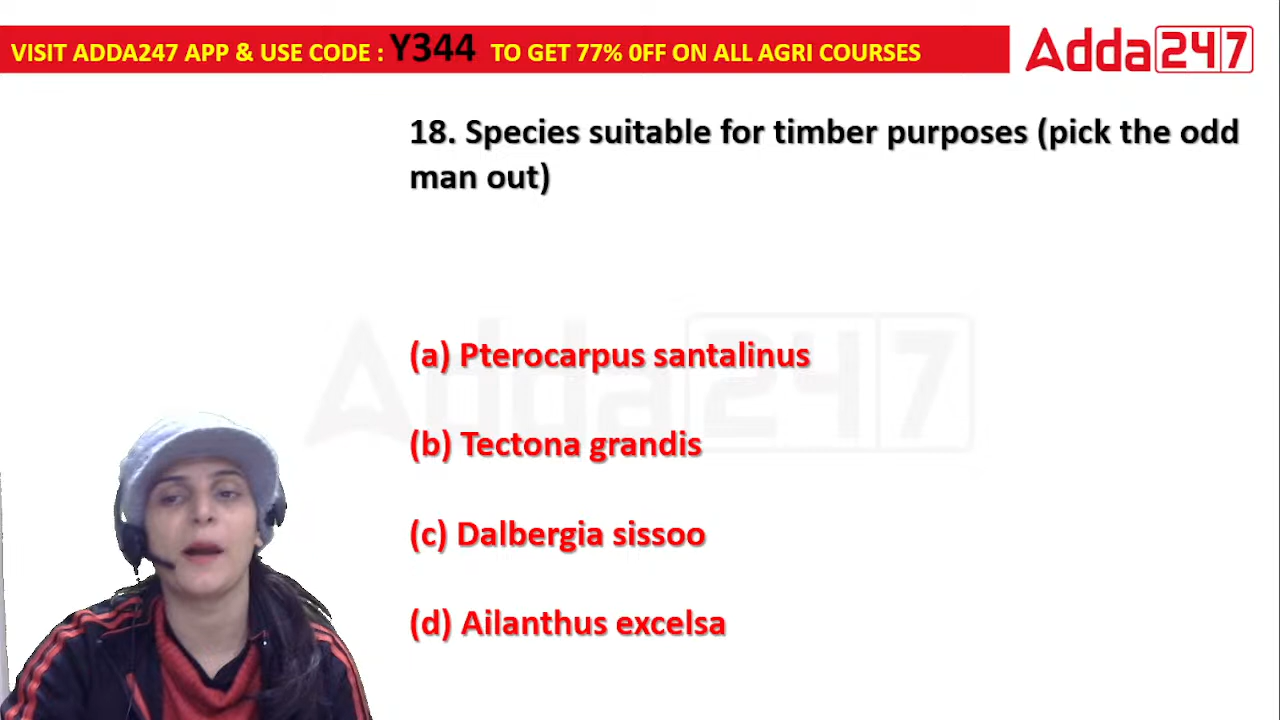 VISIT ADDA247 APP & USE CODE : Y344 TO GET 77% 0FF ON ALL AGRI COURSES
Adda247
18. Species suitable for timber purposes (pick the odd
man out)
Adda247
(a) Pterocarpus santalinus
(b) Tectona grandis
(c) Dalbergia sissoo
(d) Ailanthus excelsa